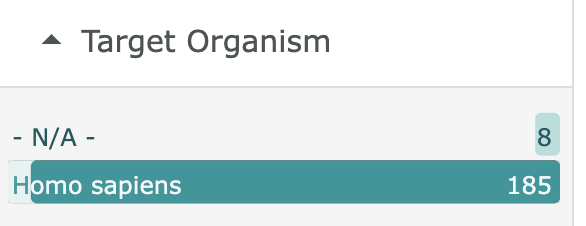 Target Organism
- N/A - 8
Homo sapiens 185